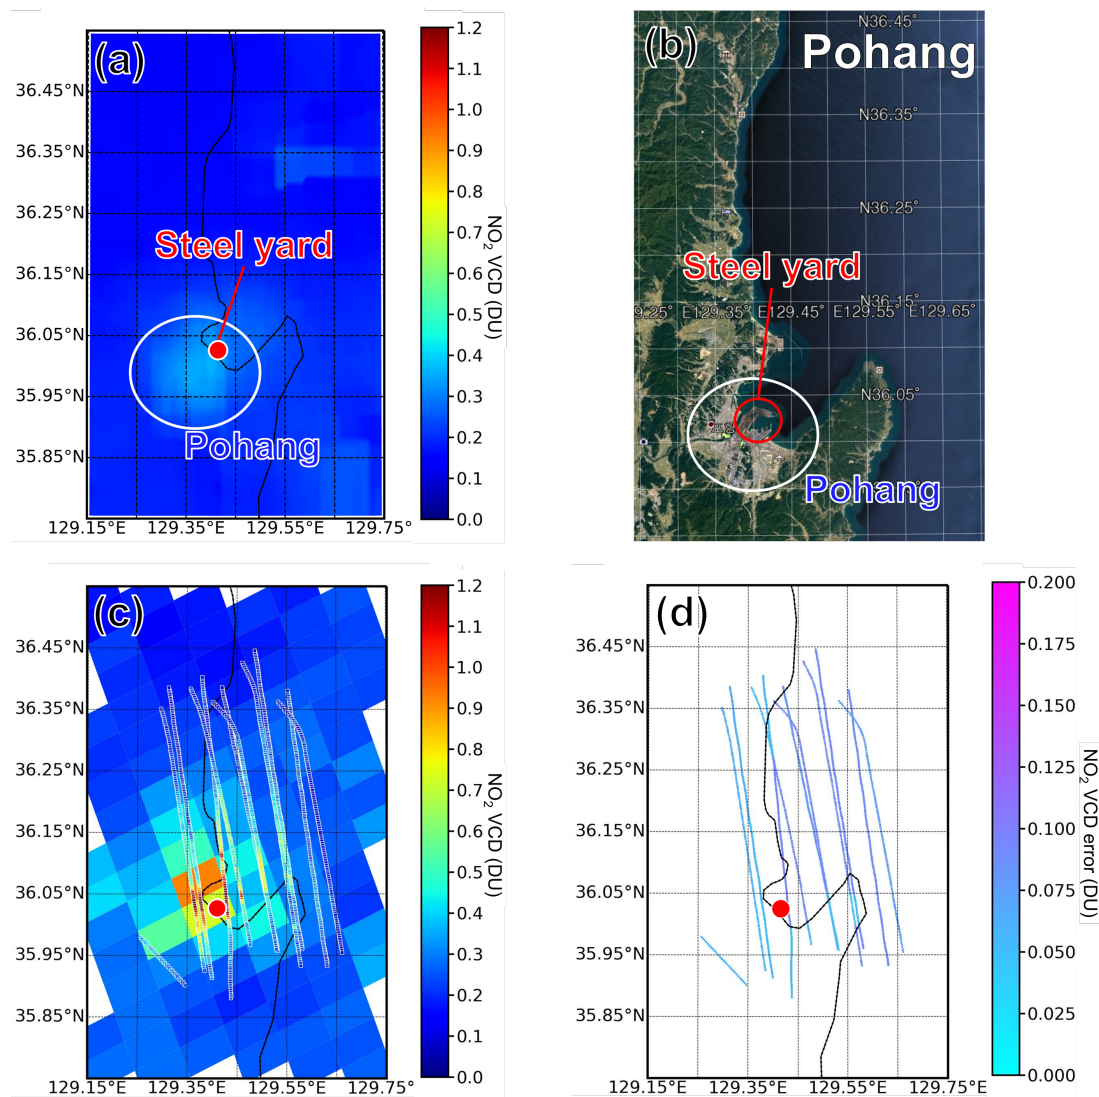 (a)
36.45°N
36.35°N
36.25°N
36.15°N
36.05°N
35.95°N
35.85°N
129.15°E 129.35°E 129.55°E 129.75°
Steel yard
Pohang
1.2
1.1
1.0
0.9
0.8
0.7
0.6
0.5
0.4
0.3
0.2
0.1
0.0
NO₂ VCD (DU)
(b)
Pohang
N36.45°
N36.35°
N36.25°
N36.15°
9.25° E129.35° E129.45° E129.55° E129.65°
N36.05°
Steel yard
Pohang
(c)
36.45°N
36.35°N
36.25°N
36.15°N
36.05°N
35.95°N
35.85°N
129.15°E 129.35°E 129.55°E 129.75°
1.2
1.1
1.0
0.9
0.8
0.7
0.6
0.5
0.4
0.3
0.2
0.1
0.0
NO₂ VCD (DU)
(d)
36.45°N
36.35°N
36.25°N
36.15°N
36.05°N
35.95°N
35.85°N
129.15°E 129.35°E 129.55°E 129.75°E
0.200
0.175
0.150
0.125
0.100
0.075
0.050
0.025
0.000
NO₂ VCD error (DU)